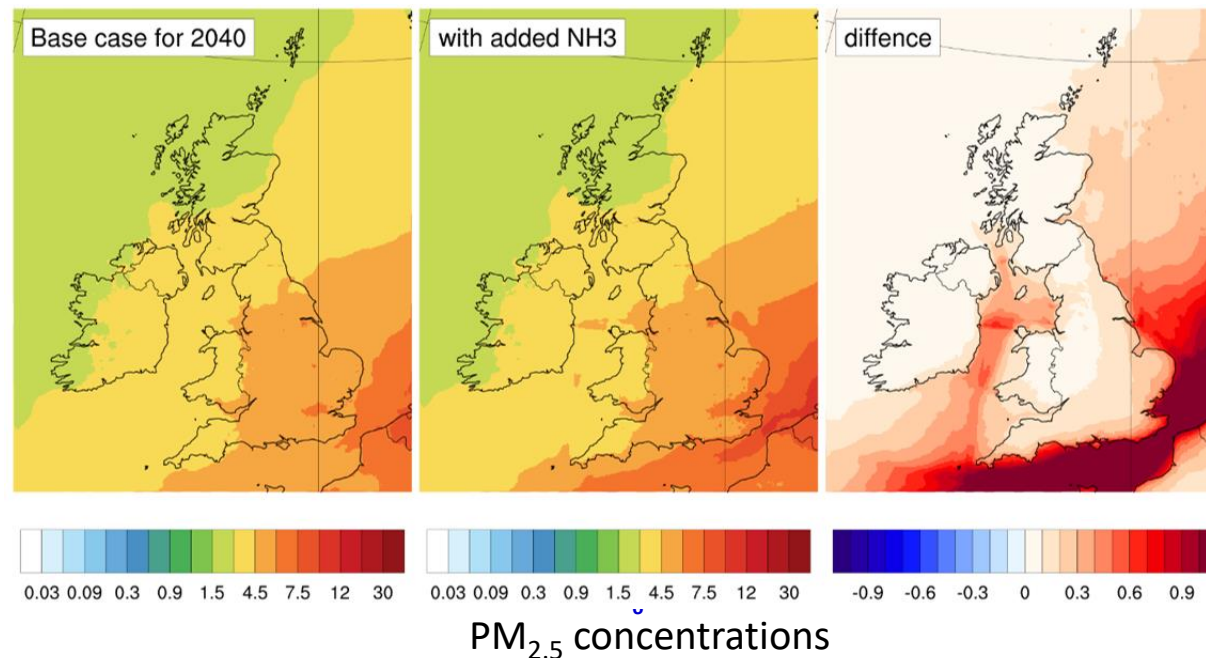 Base case for 2040
with added NH3
diffence
0.03 0.09 0.3 0.9 1.5 4.5 7.5 12 30
0.03 0.09 0.3 0.9 1.5 4.5 7.5 12 30
-0.9 -0.6 -0.3 0 0.3 0.6 0.9
PM2.5 concentrations